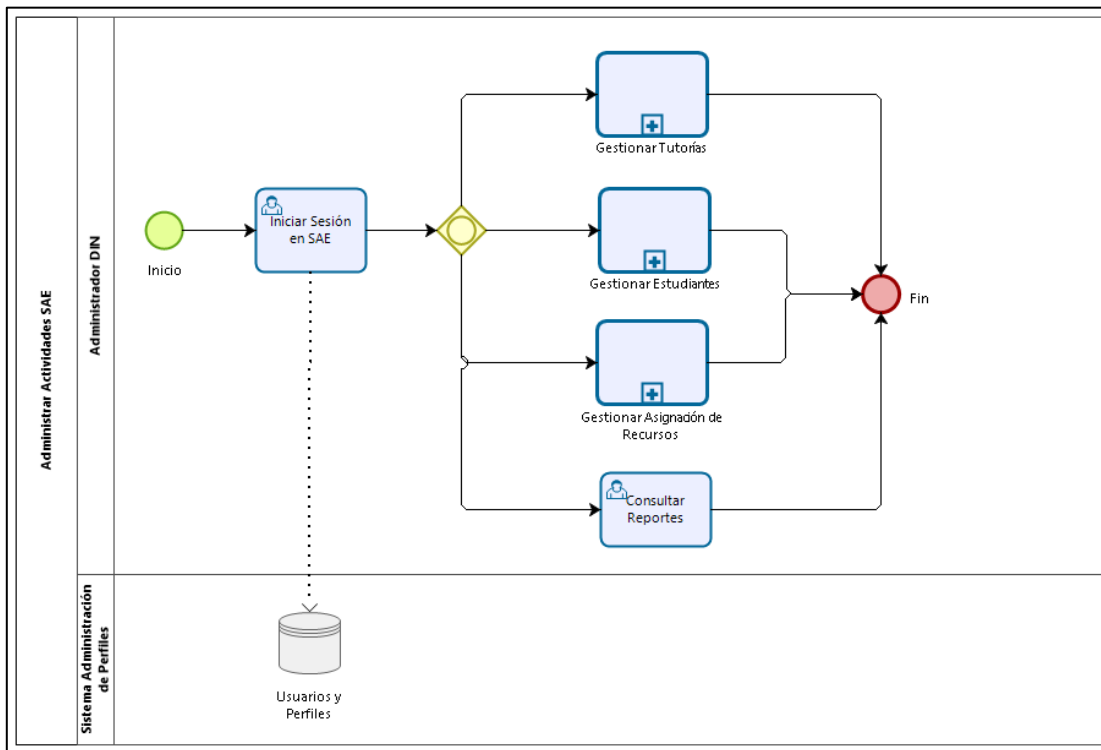 Administrar Actividades SAE
Administrador DIN
Inicio
Iniciar Sesión
en SAE
Gestionar Tutorías
Gestionar Estudiantes
Gestionar Asignación de
Recursos
Consultar
Reportes
Fin
Sistema Administración
de Perfiles
Usuarios y
Perfiles